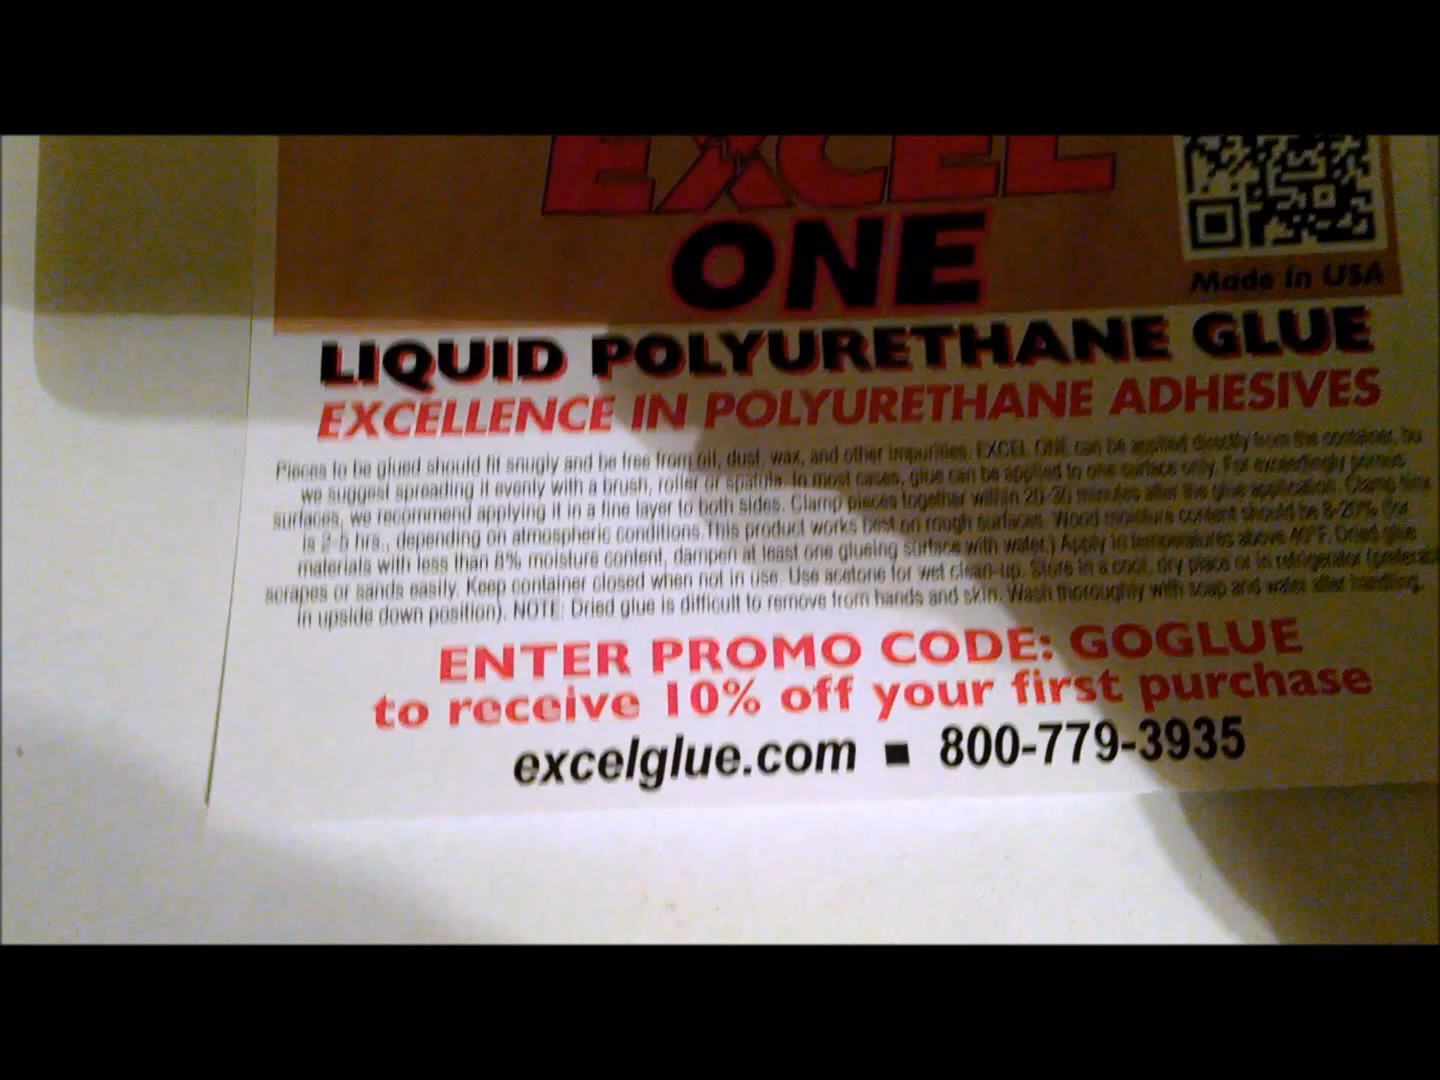 EXCEL
ONE
Made in USA
LIQUID POLYURETHANE GLUE
EXCELLENCE IN POLYURETHANE ADHESIVES
Pieces to be glued should fit snugly and be free from oil, dust, wax, and other impurities. EXCEL ONE can be applied directly from the container, bu
we suggest spreading it evenly with a brush, roller or spatula. In most cases, glue can be applied to one surface only. For exceedingly porous
surfaces, we recommend applying it in a fine layer to both sides. Clamp pieces together within 20-30 minutes after the glue application. Clamp time
is 2-5 hrs., depending on atmospheric conditions. This product works best on rough surfaces. Wood moisture content should be 8-20% (for
materials with less than 8% moisture content, dampen at least one glueing surface with water.) Apply in temperatures above 40°F. Dried glue
scrapes or sands easily. Keep container closed when not in use. Use acetone for wet clean-up. Store in a cool, dry place or in refrigerator
in upside down position). NOTE: Dried glue is difficult to remove from hands and skin. Wash thoroughly with soap and water after handling.
ENTER PROMO CODE: GOGLUE
to receive 10% off your first purchase
excelglue.com ■ 800-779-3935